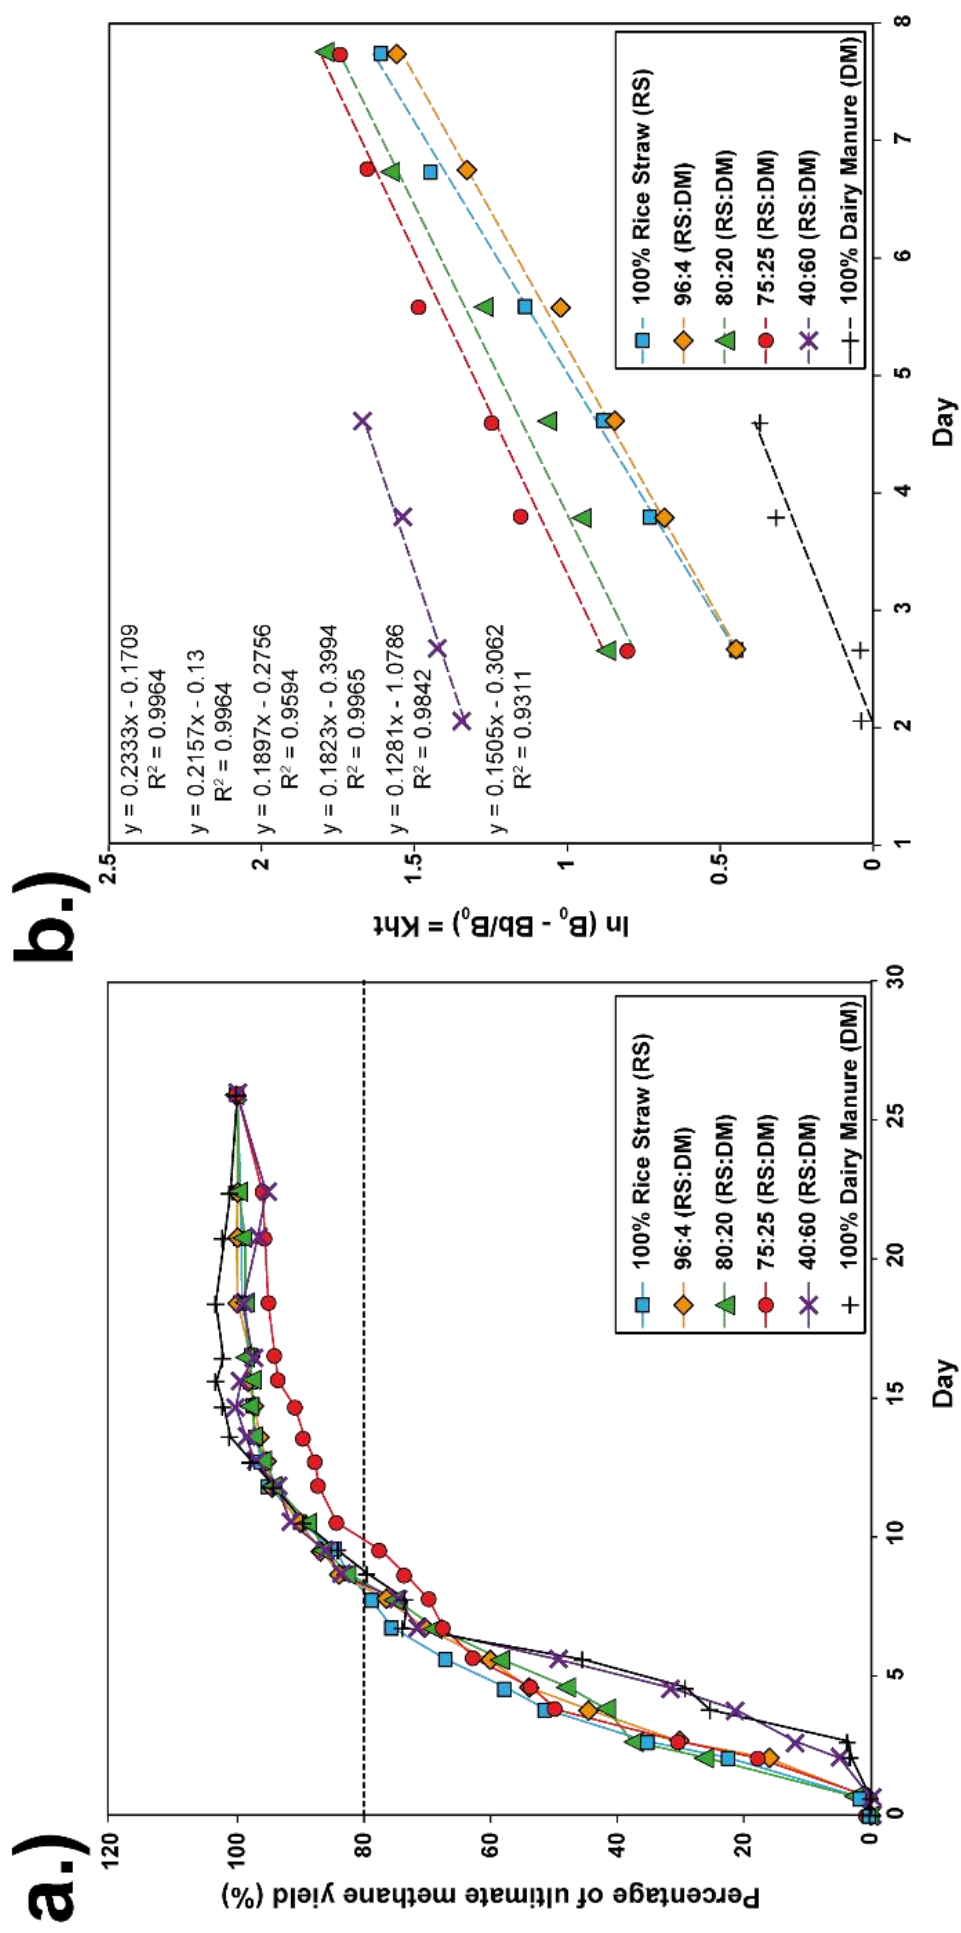 a.)
Percentage of ultimate methane yield (%)
120
100
80
60
40
20
0
0
5
10
15
20
25
30
Day
100% Rice Straw (RS)
96:4 (RS:DM)
80:20 (RS:DM)
75:25 (RS:DM)
40:60 (RS:DM)
100% Dairy Manure (DM)
b.)
ln (B₀ - Bb/B₀) = Kht
2.5
2
1.5
1
0.5
0
1
2
3
4
5
6
7
8
Day
y = 0.2333x - 0.1709
R² = 0.9964
y = 0.2157x - 0.13
R² = 0.9964
y = 0.1897x - 0.2756
R² = 0.9594
y = 0.1823x - 0.3994
R² = 0.9965
y = 0.1281x - 1.0786
R² = 0.9842
y = 0.1505x - 0.3062
R² = 0.9311
100% Rice Straw (RS)
96:4 (RS:DM)
80:20 (RS:DM)
75:25 (RS:DM)
40:60 (RS:DM)
100% Dairy Manure (DM)